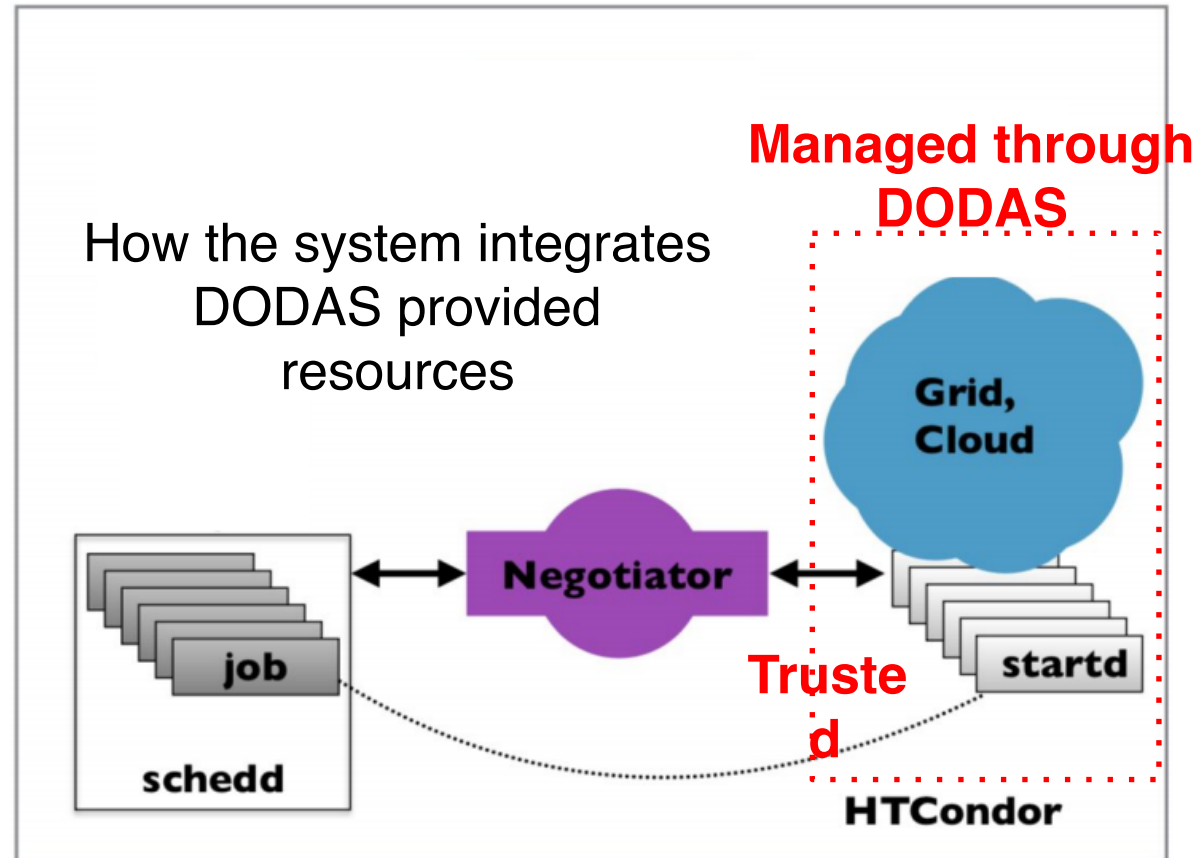 Managed through
DODAS
How the system integrates
DODAS provided
resources
Grid,
Cloud
Negotiator
job
startd
Truste
d
schedd
HTCondor